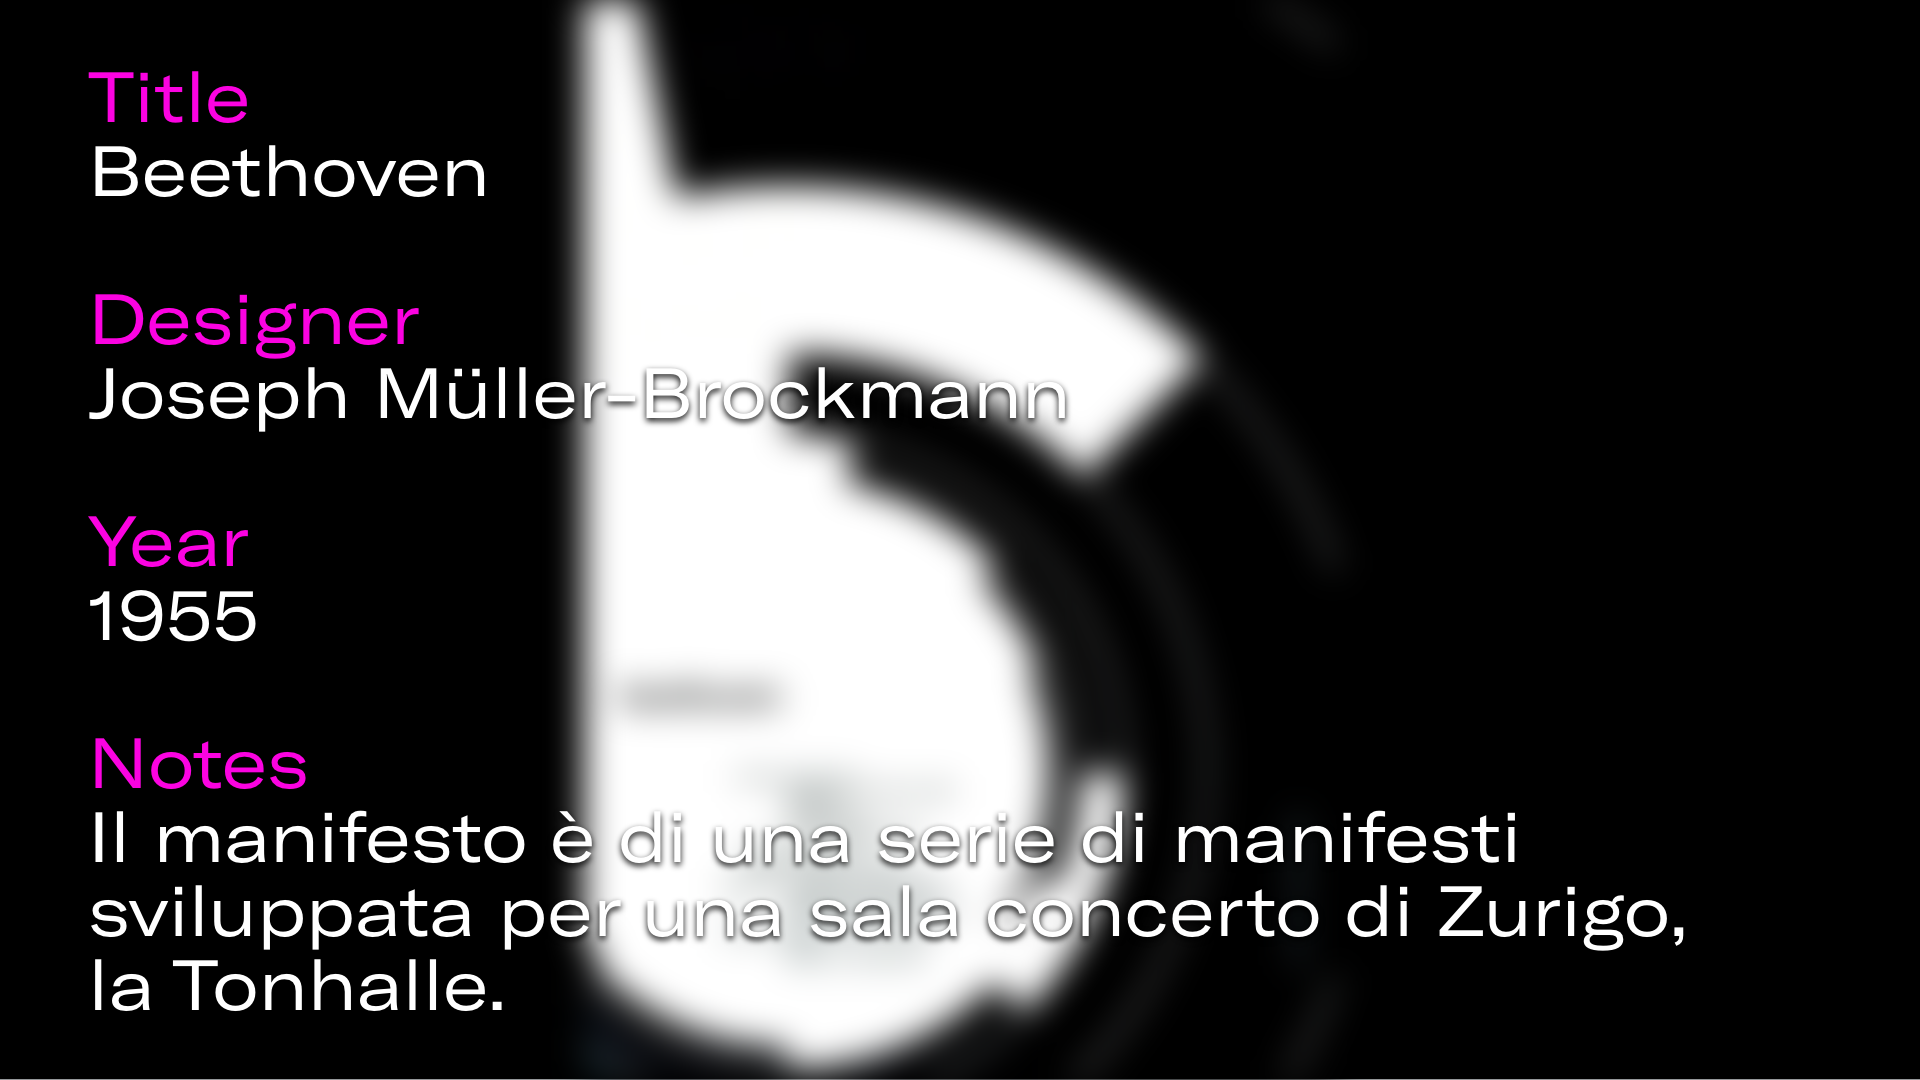 Title
Beethoven
Designer
Joseph Müller-Brockmann
Year
1955
Notes
Il manifesto è di una serie di manifesti
sviluppata per una sala concerto di Zurigo,
la Tonhalle.